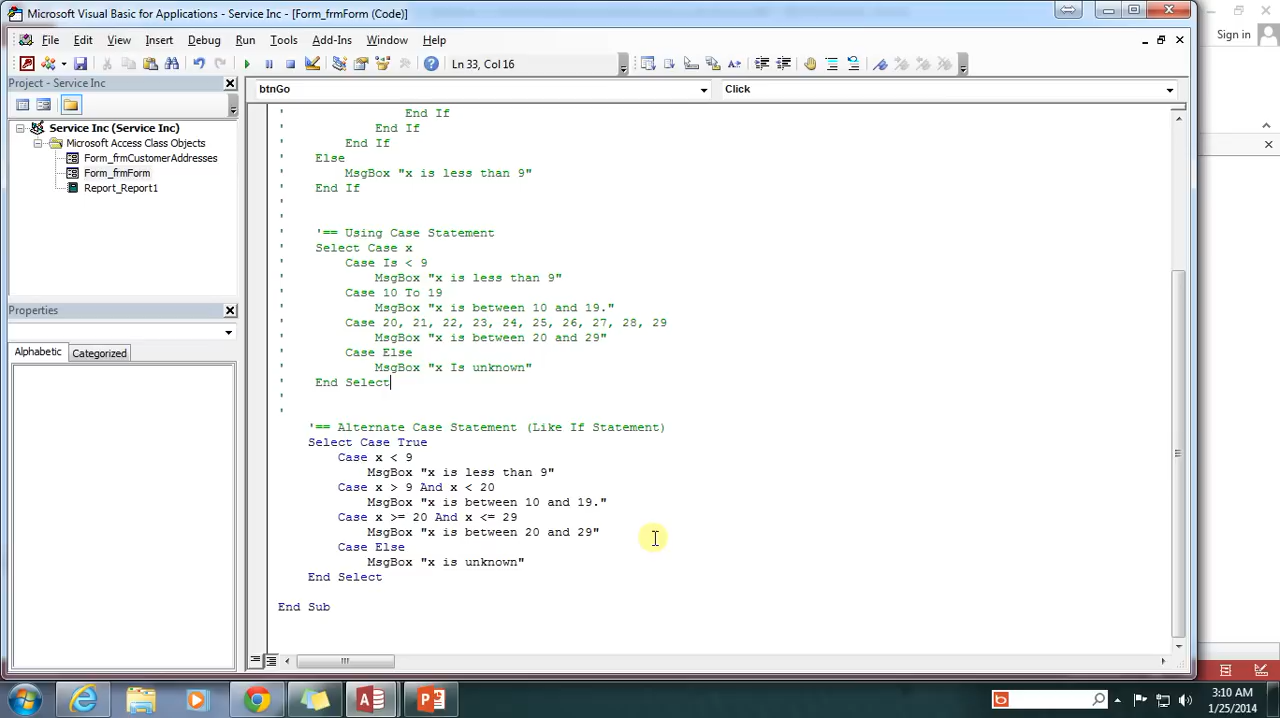 Microsoft Visual Basic for Applications - Service Inc - [Form_frmForm (Code)]
Sign in
File Edit View Insert Debug Run Tools Add-Ins Window Help
Ln 33, Col 16
Project - Service Inc
btnGo
Click
Service Inc (Service Inc)
Microsoft Access Class Objects
Form_frmCustomerAddresses
Form_frmForm
Report_Report1
Properties
Alphabetic Categorized
' End If
' End If
' End If
' Else
' MsgBox "x is less than 9"
' End If
'
'
' '== Using Case Statement
' Select Case x
' Case Is < 9
' MsgBox "x is less than 9"
' Case 10 To 19
' MsgBox "x is between 10 and 19."
' Case 20, 21, 22, 23, 24, 25, 26, 27, 28, 29
' MsgBox "x is between 20 and 29"
' Case Else
' MsgBox "x Is unknown"
' End Select
'
'
'== Alternate Case Statement (Like If Statement)
Select Case True
Case x < 9
MsgBox "x is less than 9"
Case x > 9 And x < 20
MsgBox "x is between 10 and 19."
Case x >= 20 And x <= 29
MsgBox "x is between 20 and 29"
Case Else
MsgBox "x is unknown"
End Select
End Sub
3:10 AM
1/25/2014